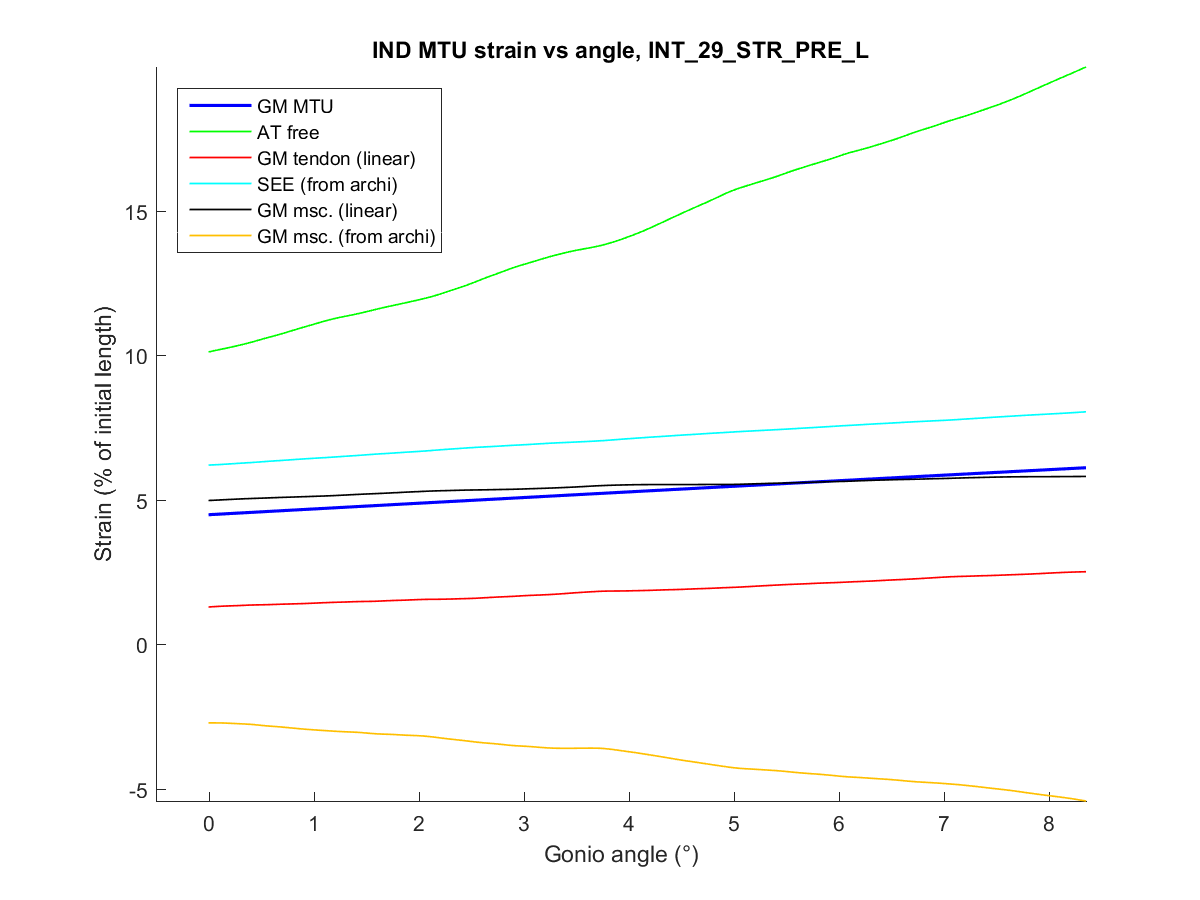 IND MTU strain vs angle, INT_29_STR_PRE_L
GM MTU
AT free
GM tendon (linear)
SEE (from archi)
GM msc. (linear)
GM msc. (from archi)
Strain (% of initial length)
15
10
5
0
-5
0 1 2 3 4 5 6 7 8
Gonio angle (°)